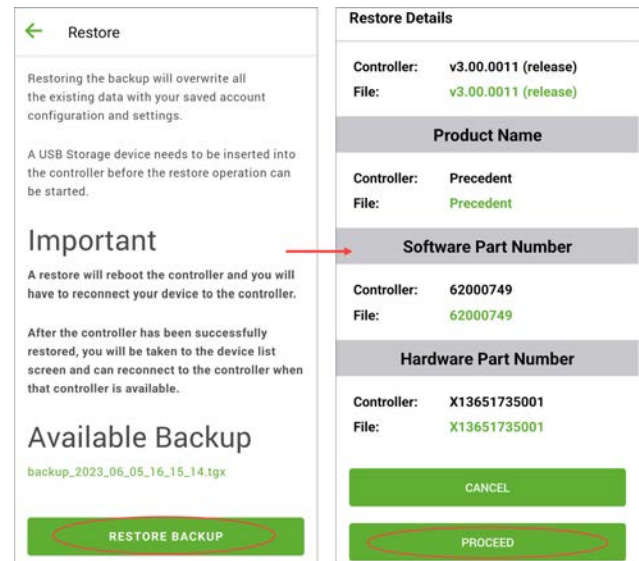 Restore
Restoring the backup will overwrite all
the existing data with your saved account
configuration and settings.
A USB Storage device needs to be inserted into
the controller before the restore operation can
be started.
Important
A restore will reboot the controller and you will
have to reconnect your device to the controller.
After the controller has been successfully
restored, you will be taken to the device list
screen and can reconnect to the controller when
that controller is available.
Available Backup
backup_2023_06_05_16_15_14.tgx
RESTORE BACKUP
Restore Details
Controller: v3.00.0011 (release)
File: v3.00.0011 (release)
Product Name
Controller: Precedent
File: Precedent
Software Part Number
Controller: 62000749
File: 62000749
Hardware Part Number
Controller: X13651735001
File: X13651735001
CANCEL
PROCEED